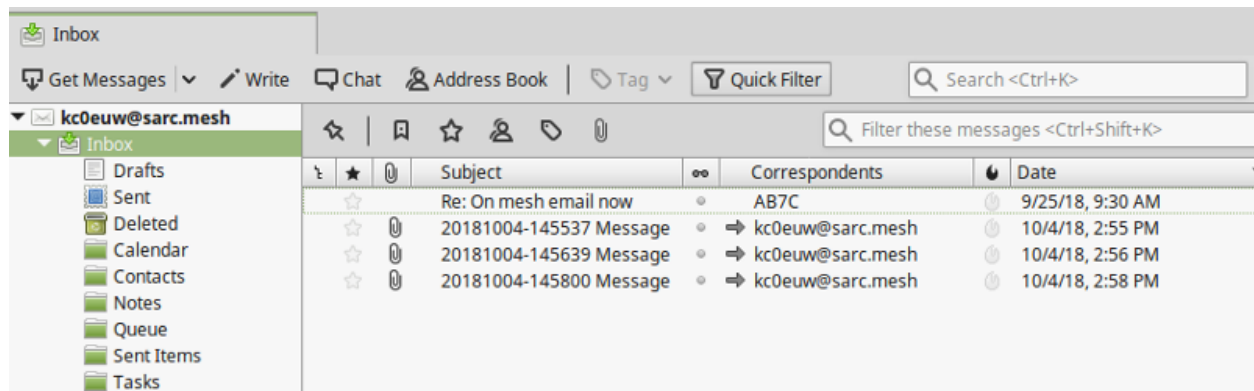 Inbox
Get Messages Write Chat Address Book Tag Quick Filter Search <Ctrl+K>
kc0euw@sarc.mesh
Inbox
Drafts
Sent
Deleted
Calendar
Contacts
Notes
Queue
Sent Items
Tasks
Filter these messages <Ctrl+Shift+K>
Subject Correspondents Date
Re: On mesh email now AB7C 9/25/18, 9:30 AM
20181004-145537 Message kc0euw@sarc.mesh 10/4/18, 2:55 PM
20181004-145639 Message kc0euw@sarc.mesh 10/4/18, 2:56 PM
20181004-145800 Message kc0euw@sarc.mesh 10/4/18, 2:58 PM